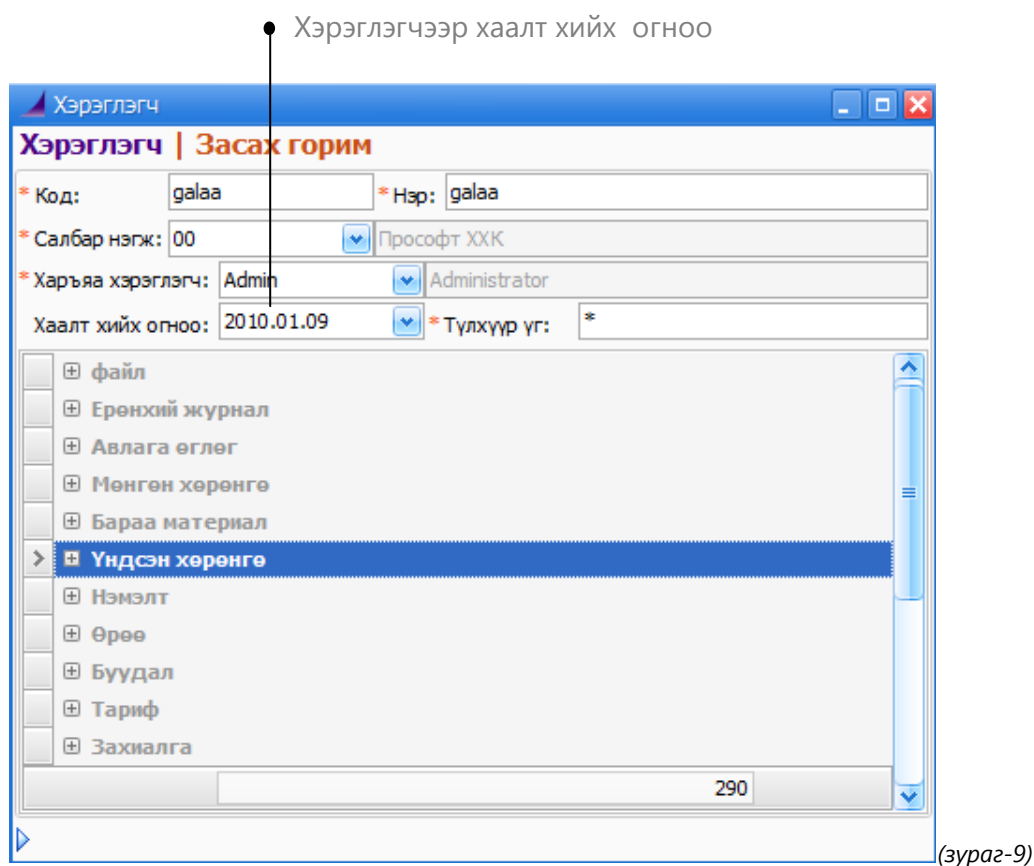 Хэрэглэгчээр хаалт хийх огноо
Хэрэглэгч
Хэрэглэгч | Засах горим
* Код: galaa * Нэр: galaa
* Салбар нэгж: 00 Прософт ХХК
* Харъяа хэрэглэгч: Admin Administrator
Хаалт хийх огноо: 2010.01.09 * Түлхүүр үг: *
файл
Ерөнхий журнал
Авлага өглөг
Мөнгөн хөрөнгө
Бараа материал
Үндсэн хөрөнгө
Нэмэлт
Өрөө
Буудал
Тариф
Захиалга
290
(зураг-9)